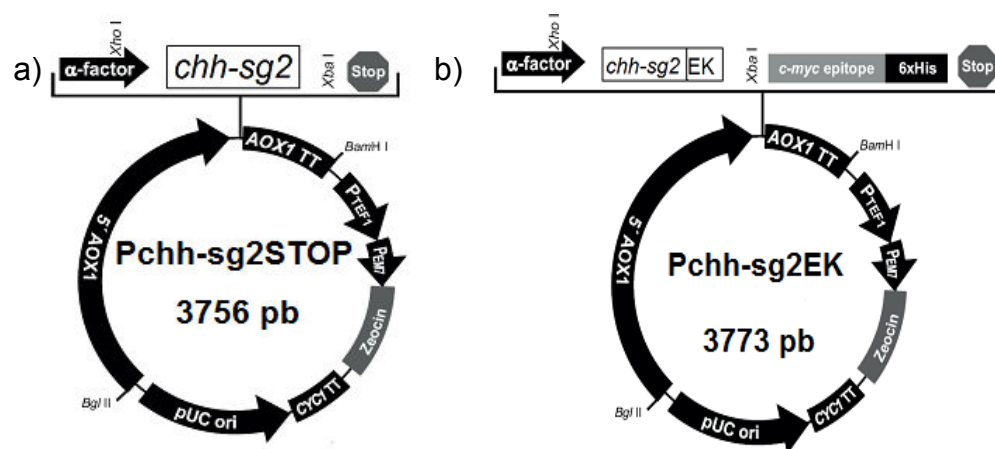 a)
α-factor
Xho I
chh-sg2
Xba I
Stop
AOX1 TT
BamH I
PTEF1
PEM7
Zeocin
CYC1 TT
pUC ori
Bgl II
5´ AOX1
Pchh-sg2STOP
3756 pb
b)
α-factor
Xho I
chh-sg2 EK
Xba I
c-myc epitope
6xHis
Stop
AOX1 TT
BamH I
PTEF1
PEM7
Zeocin
CYC1 TT
pUC ori
Bgl II
5´ AOX1
Pchh-sg2EK
3773 pb